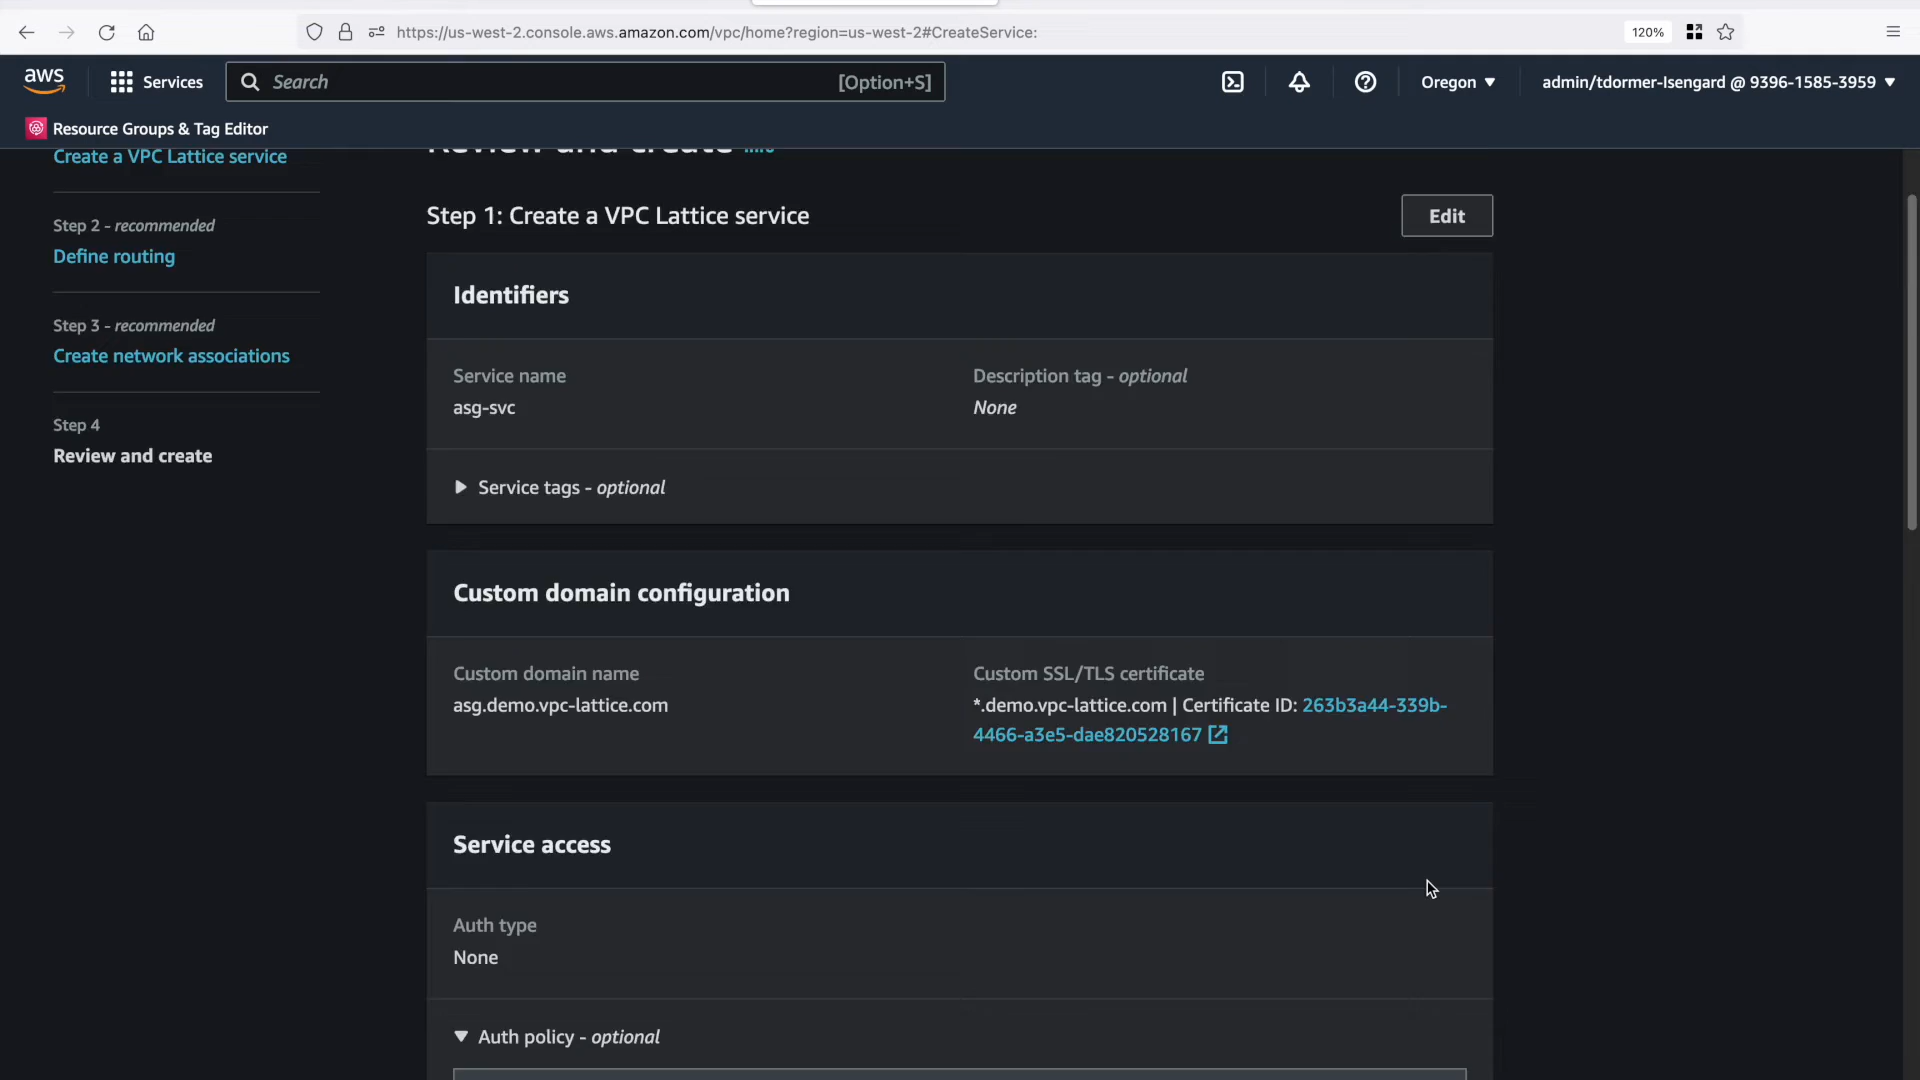 https://us-west-2.console.aws.amazon.com/vpc/home?region=us-west-2#CreateService:
120%
aws
Services
Search
[Option+S]
Oregon
admin/tdormer-Isengard @ 9396-1585-3959
Resource Groups & Tag Editor
Create a VPC Lattice service
Step 2 - recommended
Define routing
Step 3 - recommended
Create network associations
Step 4
Review and create
Review and create Info
Step 1: Create a VPC Lattice service
Edit
Identifiers
Service name
asg-svc
Description tag - optional
None
Service tags - optional
Custom domain configuration
Custom domain name
asg.demo.vpc-lattice.com
Custom SSL/TLS certificate
*.demo.vpc-lattice.com | Certificate ID: 263b3a44-339b-
4466-a3e5-dae820528167
Service access
Auth type
None
Auth policy - optional